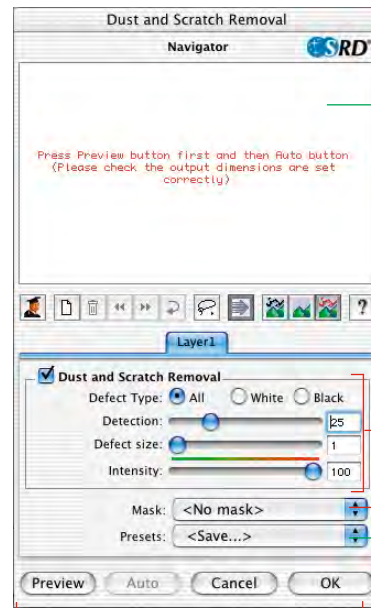 Dust and Scratch Removal
Navigator
SRD
Press Preview button first and then Auto button
(Please check the output dimensions are set
correctly)
?
Layer1
Dust and Scratch Removal
Defect Type: All White Black
Detection: 25
Defect size: 1
Intensity: 100
Mask: <No mask>
Presets: <Save...>
Preview Auto Cancel OK